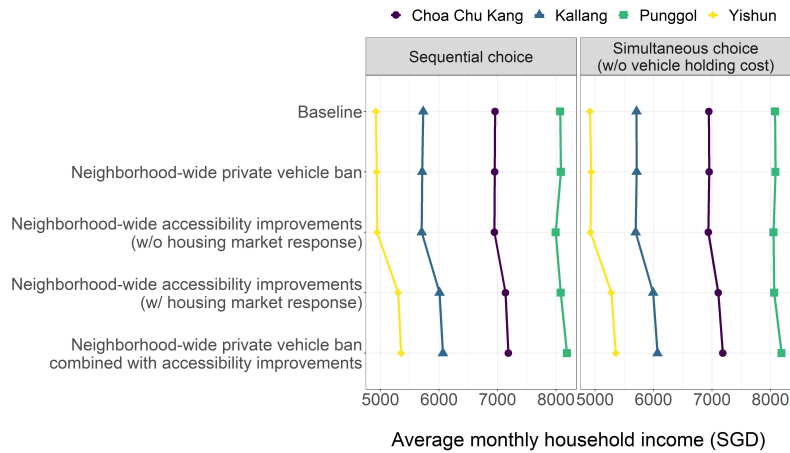 Choa Chu Kang Kallang Punggol Yishun
Sequential choice
Simultaneous choice
(w/o vehicle holding cost)
Baseline
Neighborhood-wide private vehicle ban
Neighborhood-wide accessibility improvements
(w/o housing market response)
Neighborhood-wide accessibility improvements
(w/ housing market response)
Neighborhood-wide private vehicle ban
combined with accessibility improvements
5000 6000 7000 8000 5000 6000 7000 8000
Average monthly household income (SGD)